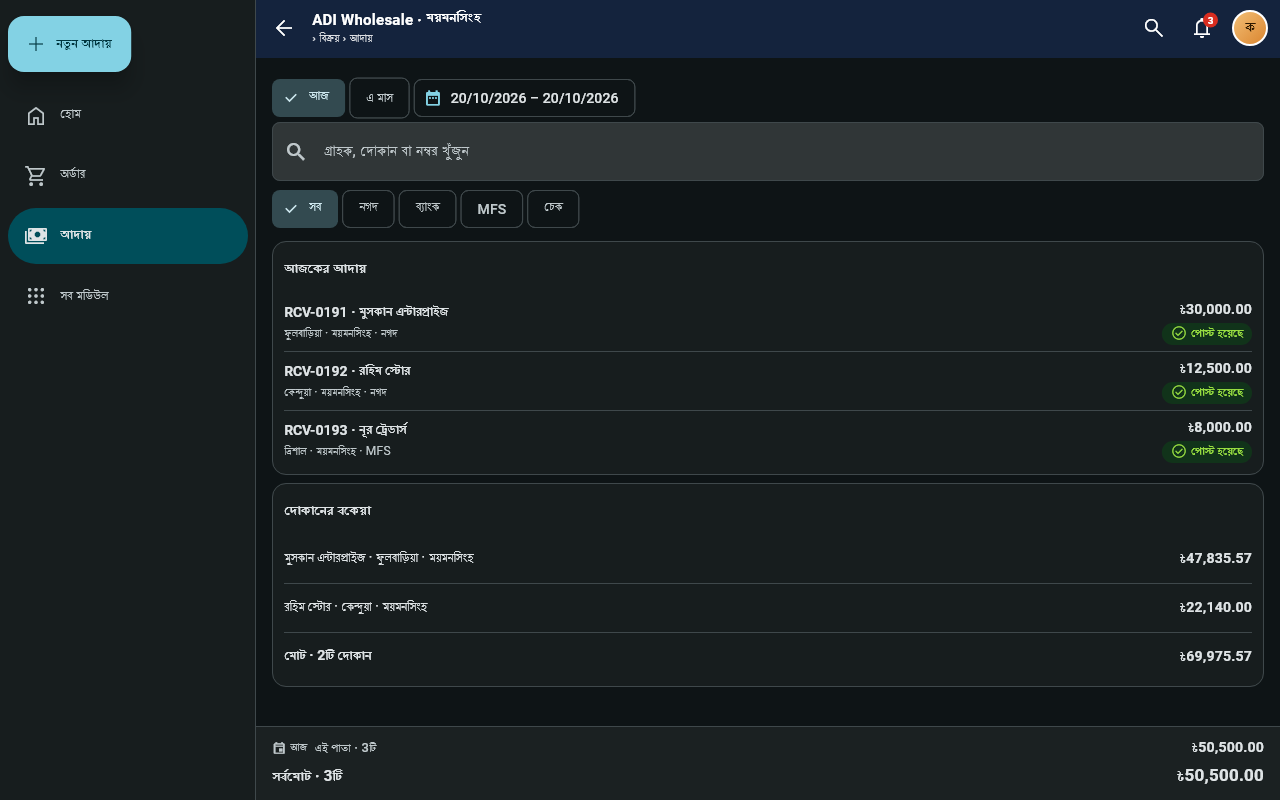 নতুন আদায়
হোম
অর্ডার
আদায়
সব মডিউল
ADI Wholesale · ময়মনসিংহ
› বিক্রয় › আদায়
3
ক
আজ
এ মাস
20/10/2026 – 20/10/2026
গ্রাহক, দোকান বা নম্বর খুঁজুন
সব
নগদ
ব্যাংক
MFS
চেক
আজকের আদায়
RCV-0191 · মুসকান এন্টারপ্রাইজ
৳30,000.00
ফুলবাড়িয়া · ময়মনসিংহ · নগদ
পোস্ট হয়েছে
RCV-0192 · রহিম স্টোর
৳12,500.00
কেন্দুয়া · ময়মনসিংহ · নগদ
পোস্ট হয়েছে
RCV-0193 · নূর ট্রেডার্স
৳8,000.00
ত্রিশাল · ময়মনসিংহ · MFS
পোস্ট হয়েছে
দোকানের বকেয়া
মুসকান এন্টারপ্রাইজ · ফুলবাড়িয়া · ময়মনসিংহ
৳47,835.57
রহিম স্টোর · কেন্দুয়া · ময়মনসিংহ
৳22,140.00
মোট · 2টি দোকান
৳69,975.57
আজ এই পাতা · 3টি
৳50,500.00
সর্বমোট · 3টি
৳50,500.00